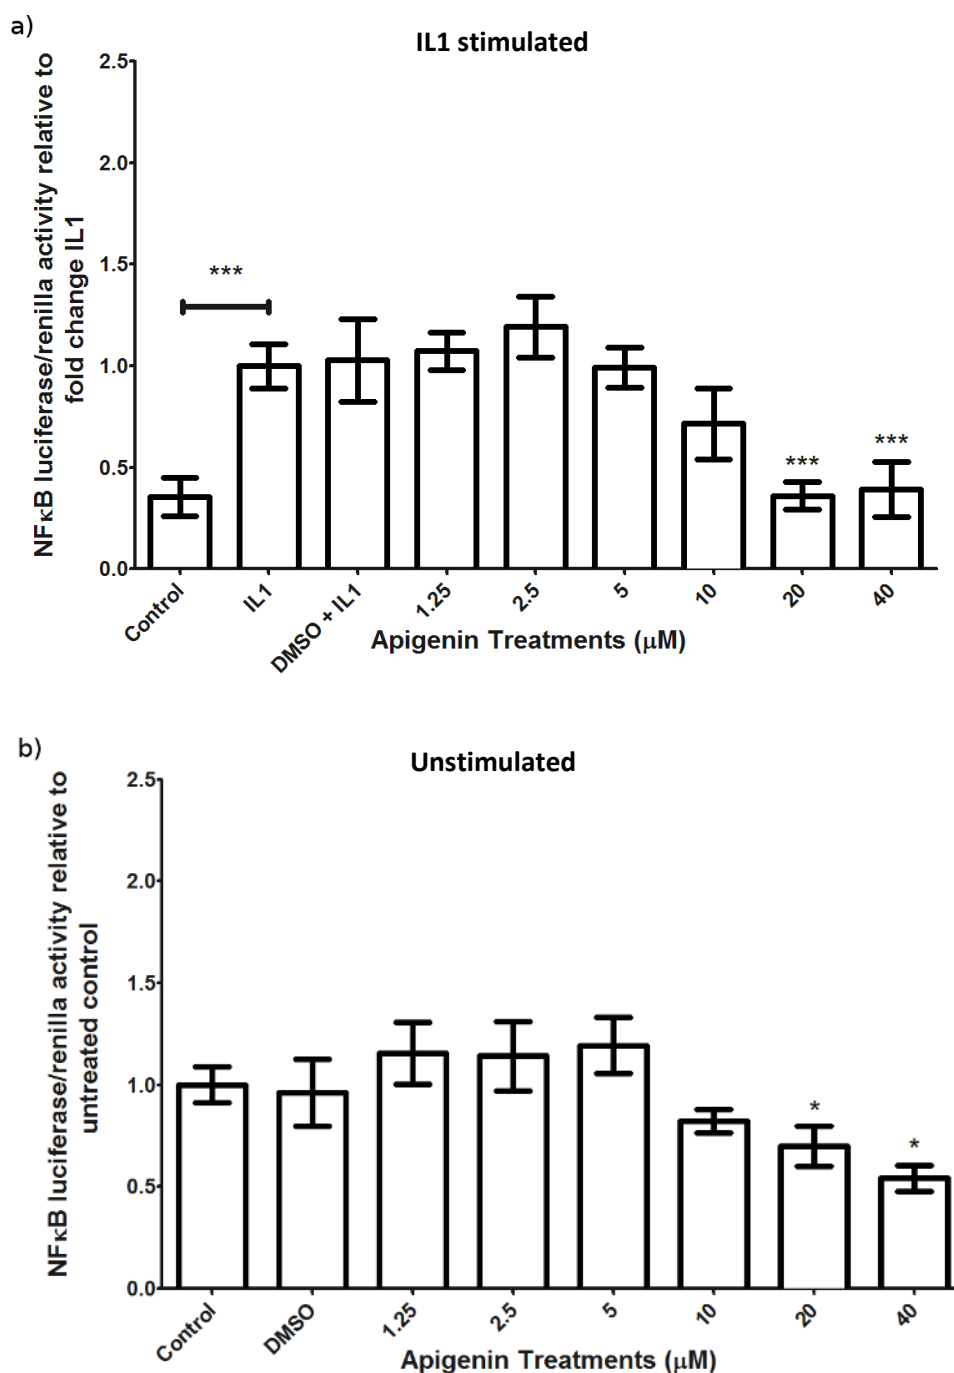 a)
IL1 stimulated
NFκB luciferase/renilla activity relative to
fold change IL1
2.5
2.0
1.5
1.0
0.5
0.0
***
***
***
Control
IL1
DMSO + IL1
1.25
2.5
5
10
20
40
Apigenin Treatments (μM)
b)
Unstimulated
NFκB luciferase/renilla activity relative to
untreated control
2.5
2.0
1.5
1.0
0.5
0.0
*
*
Control
DMSO
1.25
2.5
5
10
20
40
Apigenin Treatments (μM)